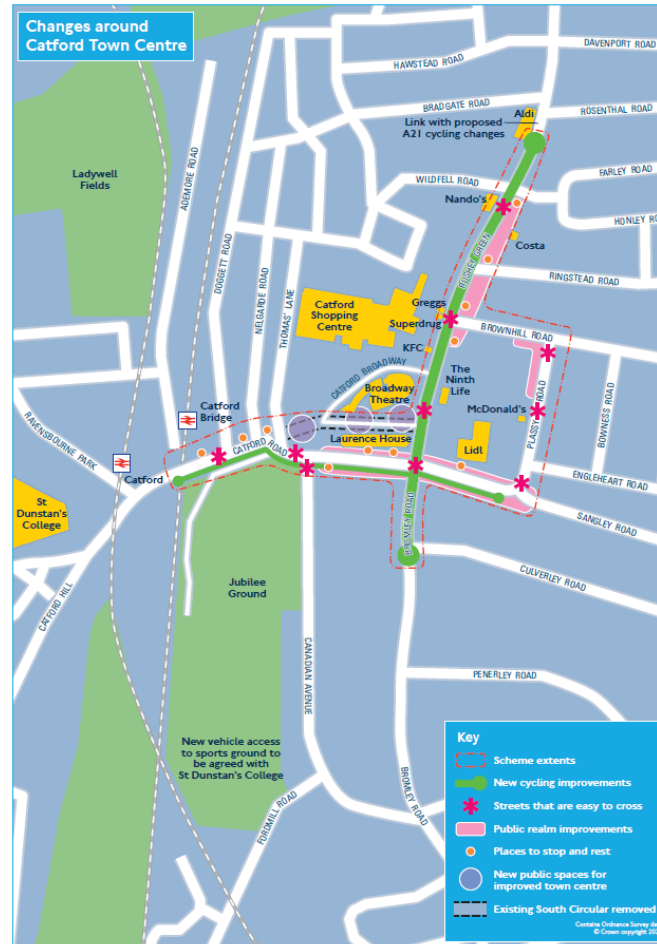 Changes around
Catford Town Centre
DAVENPORT ROAD
HAWSTEAD ROAD
BRADGATE ROAD
Aldi
ROSENTHAL ROAD
Link with proposed
A21 cycling changes
Ladywell
Fields
ADEMORE ROAD
WILDFELL ROAD
FARLEY ROAD
Nando's
HONLEY RO
DOGGETT ROAD
RUSHEY GREEN
Costa
NELGARDE ROAD
THOMAS' LANE
RINGSTEAD ROAD
Catford
Shopping
Centre
Greggs
Superdrug
BROWNHILL ROAD
KFC
CATFORD BROADWAY
The
Ninth
Life
Broadway
Theatre
McDonald's
PLASSY ROAD
BOWNESS ROAD
RAVENSBOURNE PARK
Catford
Bridge
Laurence House
CATFORD ROAD
Lidl
Catford
ENGLEHEART ROAD
St
Dunstan's
College
SANGLEY ROAD
BROMLEY ROAD
CULVERLEY ROAD
CATFORD HILL
Jubilee
Ground
CANADIAN AVENUE
PENERLEY ROAD
New vehicle access
to sports ground to
be agreed with
St Dunstan's College
BROMLEY ROAD
FORDMILL ROAD
Key
Scheme extents
New cycling improvements
Streets that are easy to cross
Public realm improvements
Places to stop and rest
New public spaces for
improved town centre
Existing South Circular removed
Contains Ordnance Survey da
© Crown copyright 202